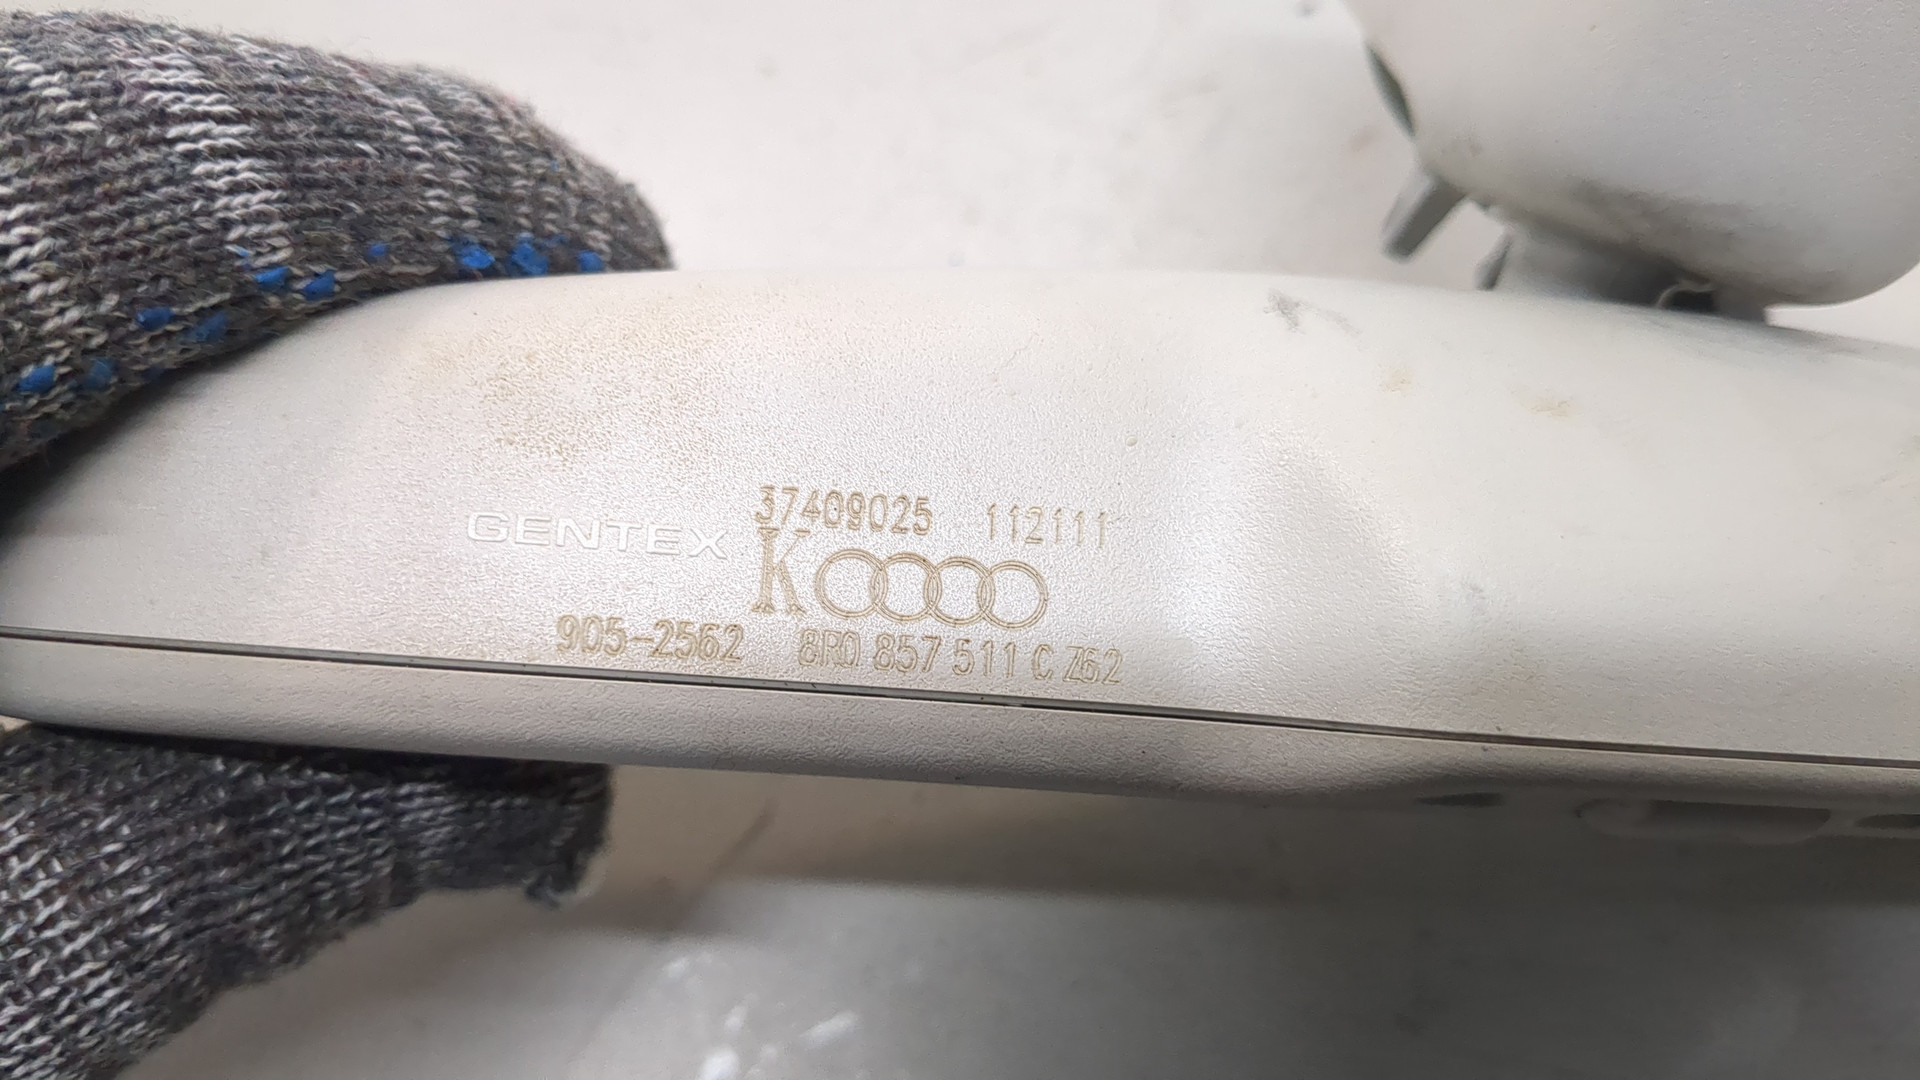 37409025 112111
GENTEX K
905-2562 8R0 857 511 C Z62